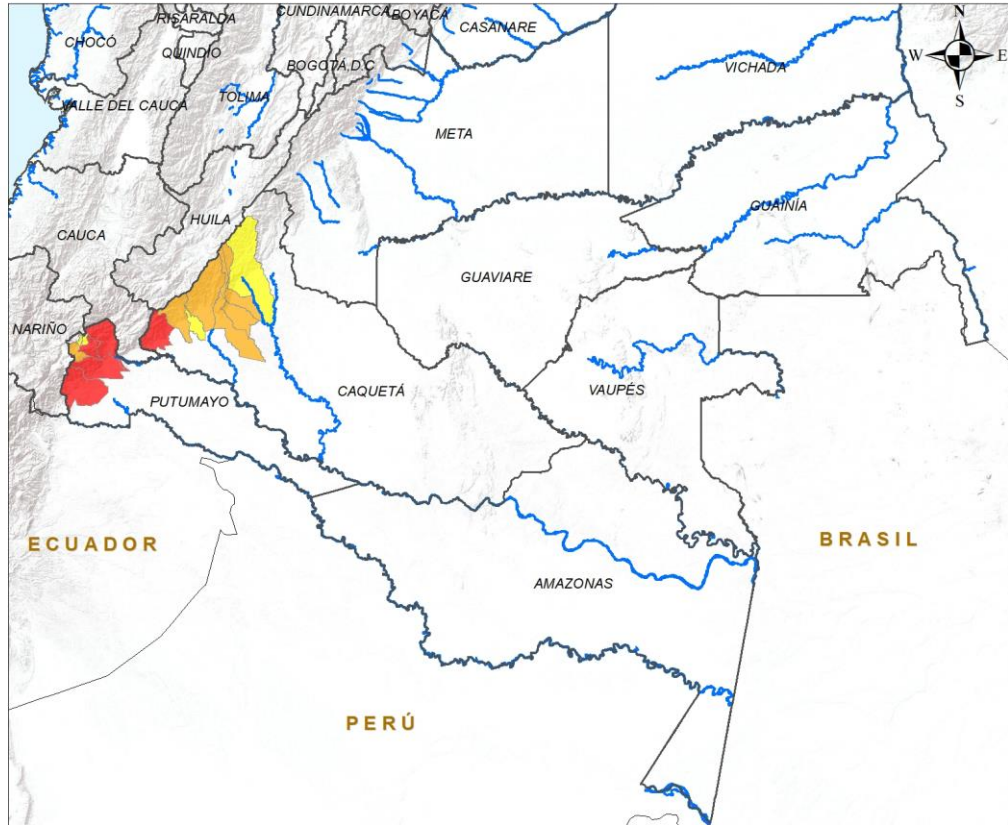 RISARALDA
CUNDINAMARCA
BOYACÁ
CASANARE
N
CHOCÓ
QUINDÍO
BOGOTÁ D.C
W
E
VICHADA
VALLE DEL CAUCA
TOLIMA
S
META
HUILA
GUAINÍA
CAUCA
GUAVIARE
NARIÑO
PUTUMAYO
CAQUETÁ
VAUPÉS
ECUADOR
BRASIL
AMAZONAS
PERÚ